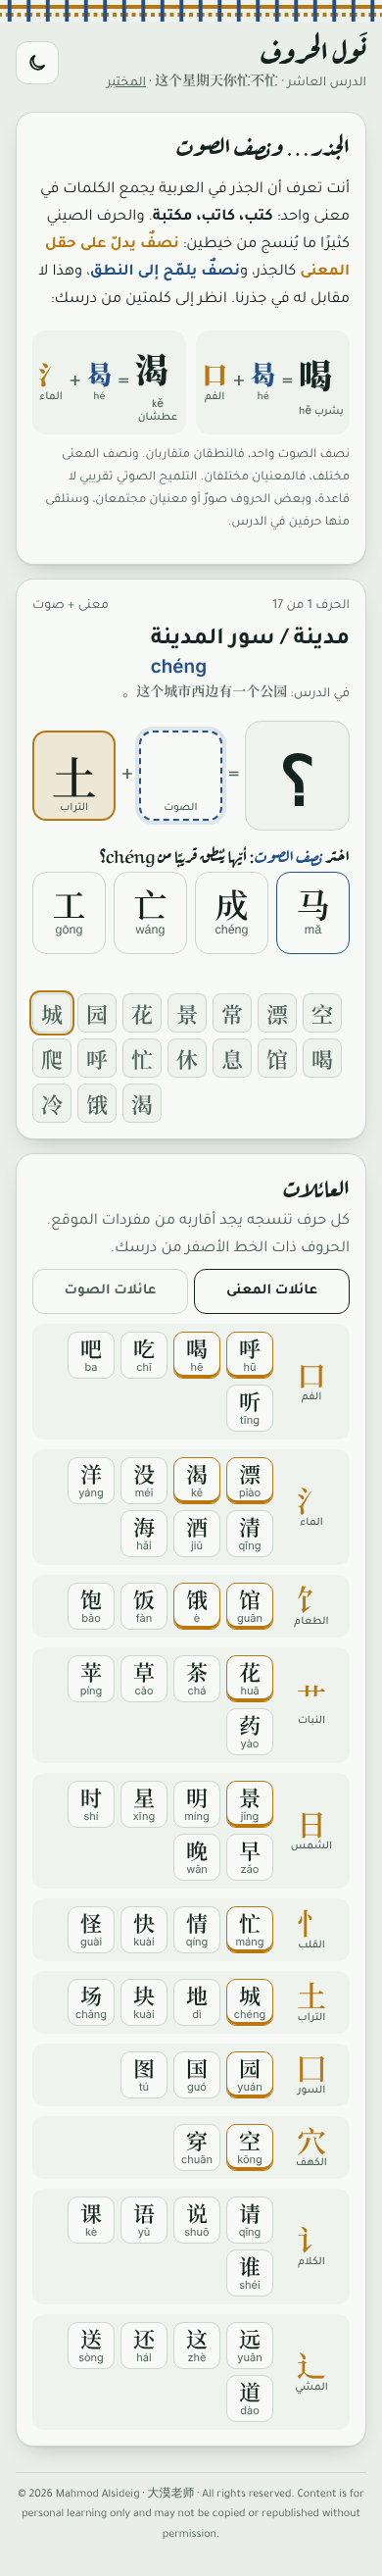 نَول الحروف
الدرس العاشر · 这个星期天你忙不忙 · المختبر
الجذر… ونصف الصوت
أنت تعرف أن الجذر في العربية يجمع الكلمات في
معنى واحد: كتب، كاتب، مكتبة. والحرف الصيني
كثيرًا ما يُنسج من خيطين: نصفٌ يدلّ على حقل
المعنى كالجذر، ونصفٌ يلمّح إلى النطق، وهذا لا
مقابل له في جذرنا. انظر إلى كلمتين من درسك:
喝 = 曷 + 口
يشرب hē hé الفم
渴 = 曷 + 氵
kě hé الماء
عطشان
نصف الصوت واحد، فالنطقان متقاربان. ونصف المعنى
مختلف، فالمعنيان مختلفان. التلميح الصوتي تقريبي لا
قاعدة، وبعض الحروف صورٌ أو معنيان مجتمعان، وستلقى
منها حرفين في الدرس.
الحرف 1 من 17
معنى + صوت
مدينة / سور المدينة
chéng
في الدرس: 这个城市西边有一个公园。
؟ = الصوت + 土
التراب
اختر نصف الصوت: أيّها يُنطق قريبًا من chéng؟
工 亡 成 马
gōng wáng chéng mǎ
城 园 花 景 常 漂 空
爬 呼 忙 休 息 馆 喝
冷 饿 渴
العائلات
كل حرف تنسجه يجد أقاربه من مفردات الموقع.
الحروف ذات الخط الأصفر من درسك.
عائلات المعنى
عائلات الصوت
口 الفم
呼 hū 喝 hē 吃 chī 吧 ba
听 tīng
氵 الماء
漂 piào 渴 kě 没 méi 洋 yáng
清 qīng 酒 jiǔ 海 hǎi
饣 الطعام
馆 guǎn 饿 è 饭 fàn 饱 bǎo
艹 النبات
花 huā 茶 chá 草 cǎo 苹 píng
药 yào
日 الشمس
景 jǐng 明 míng 星 xīng 时 shí
早 zǎo 晚 wǎn
忄 القلب
忙 máng 情 qíng 快 kuài 怪 guài
土 التراب
城 chéng 地 dì 块 kuài 场 chǎng
囗 السور
园 yuán 国 guó 图 tú
穴 الكهف
空 kōng 穿 chuān
讠 الكلام
请 qǐng 说 shuō 语 yǔ 课 kè
谁 shéi
辶 المشي
远 yuǎn 这 zhè 还 hái 送 sòng
道 dào
© 2026 Mahmod Alsideig · 大漠老师 · All rights reserved. Content is for
personal learning only and may not be copied or republished without
permission.